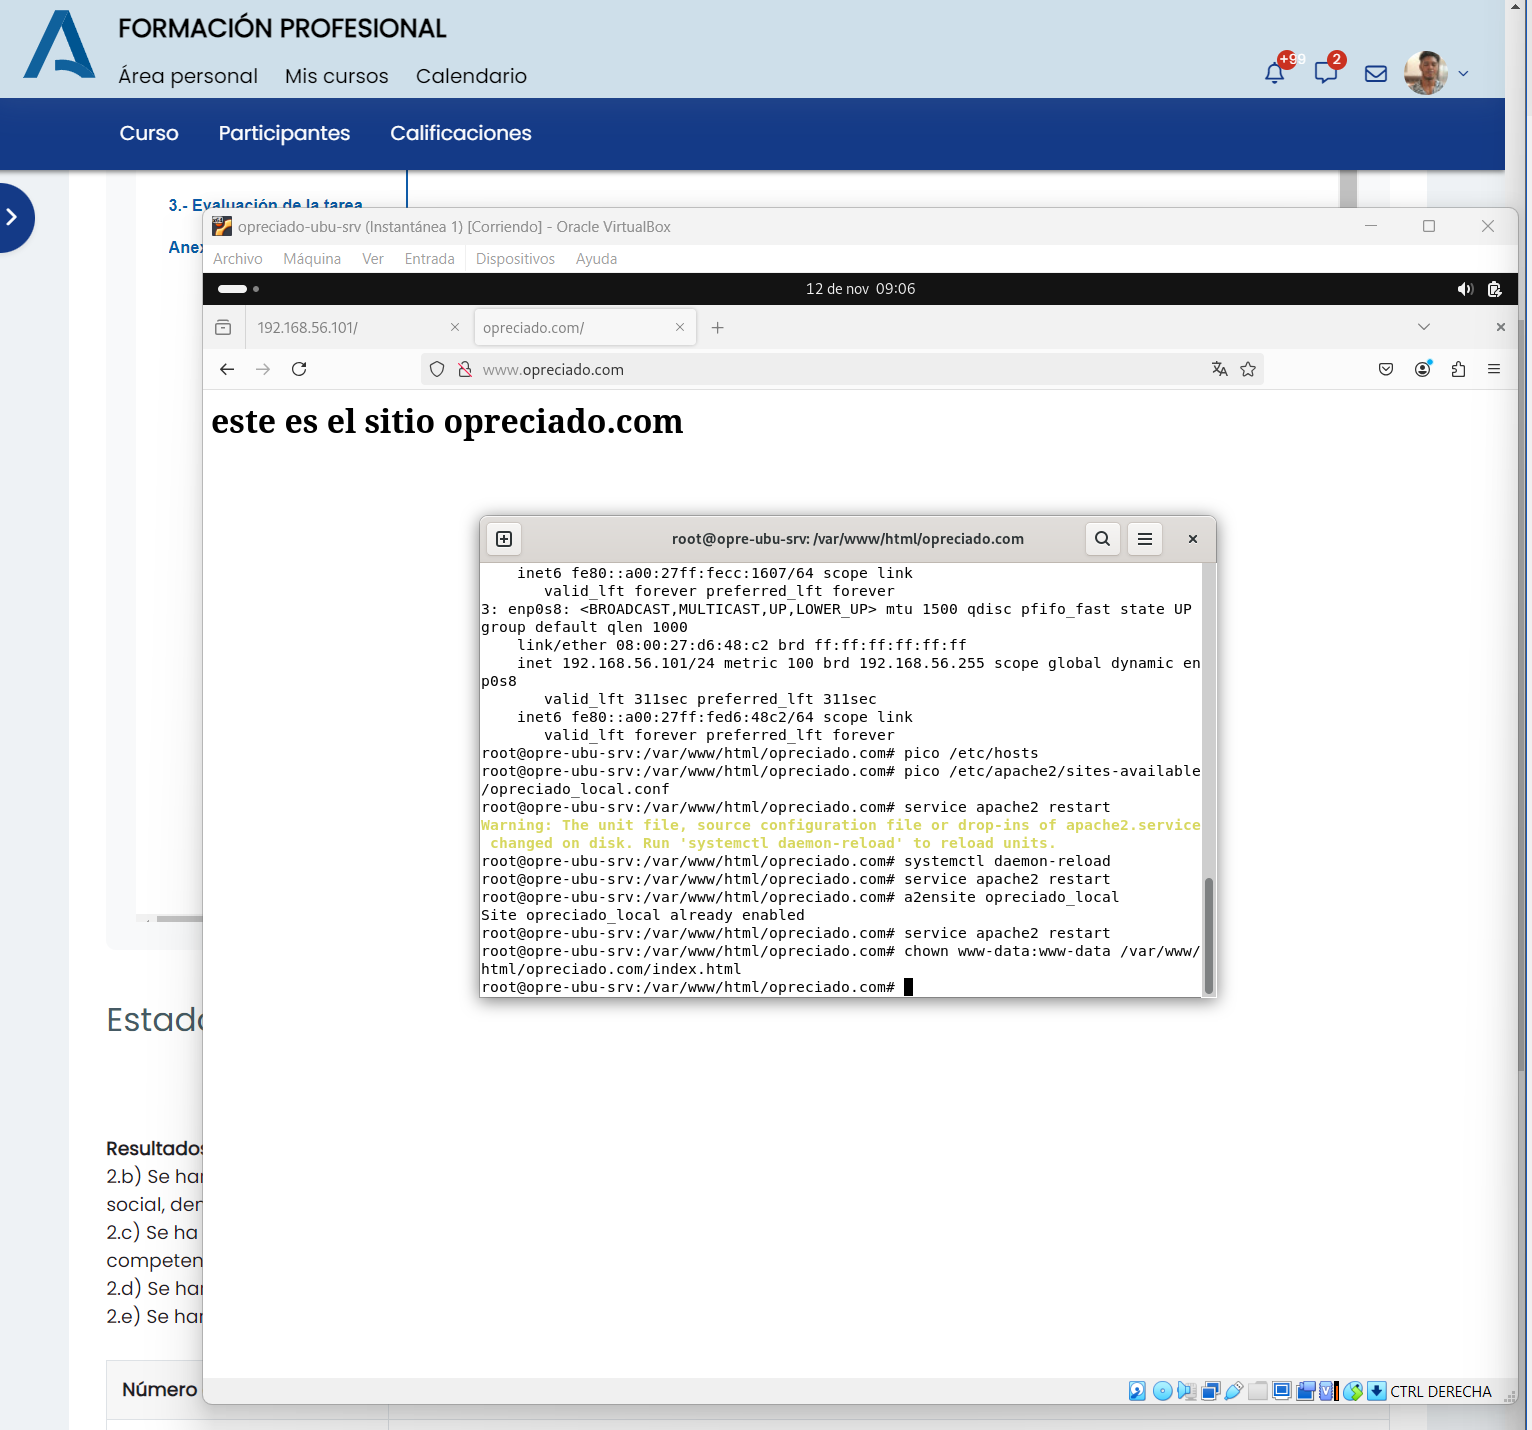 FORMACIÓN PROFESIONAL
Área personal Mis cursos Calendario
+99 2
Curso Participantes Calificaciones
3.- Evaluación de la tarea
opreciado-ubu-srv (Instantánea 1) [Corriendo] - Oracle VirtualBox
Archivo Máquina Ver Entrada Dispositivos Ayuda
12 de nov 09:06
192.168.56.101/ opreciado.com/
www.opreciado.com
este es el sitio opreciado.com
root@opre-ubu-srv: /var/www/html/opreciado.com
inet6 fe80::a00:27ff:fecc:1607/64 scope link
valid_lft forever preferred_lft forever
3: enp0s8: <BROADCAST,MULTICAST,UP,LOWER_UP> mtu 1500 qdisc pfifo_fast state UP
group default qlen 1000
link/ether 08:00:27:d6:48:c2 brd ff:ff:ff:ff:ff:ff
inet 192.168.56.101/24 metric 100 brd 192.168.56.255 scope global dynamic en
p0s8
valid_lft 311sec preferred_lft 311sec
inet6 fe80::a00:27ff:fed6:48c2/64 scope link
valid_lft forever preferred_lft forever
root@opre-ubu-srv:/var/www/html/opreciado.com# pico /etc/hosts
root@opre-ubu-srv:/var/www/html/opreciado.com# pico /etc/apache2/sites-available
/opreciado_local.conf
root@opre-ubu-srv:/var/www/html/opreciado.com# service apache2 restart
Warning: The unit file, source configuration file or drop-ins of apache2.service
changed on disk. Run 'systemctl daemon-reload' to reload units.
root@opre-ubu-srv:/var/www/html/opreciado.com# systemctl daemon-reload
root@opre-ubu-srv:/var/www/html/opreciado.com# service apache2 restart
root@opre-ubu-srv:/var/www/html/opreciado.com# a2ensite opreciado_local
Site opreciado_local already enabled
root@opre-ubu-srv:/var/www/html/opreciado.com# service apache2 restart
root@opre-ubu-srv:/var/www/html/opreciado.com# chown www-data:www-data /var/www/
html/opreciado.com/index.html
root@opre-ubu-srv:/var/www/html/opreciado.com#
Resultados
2.b) Se
social,
2.c) Se ha
2.d) Se
2.e) Se
Número
CTRL DERECHA